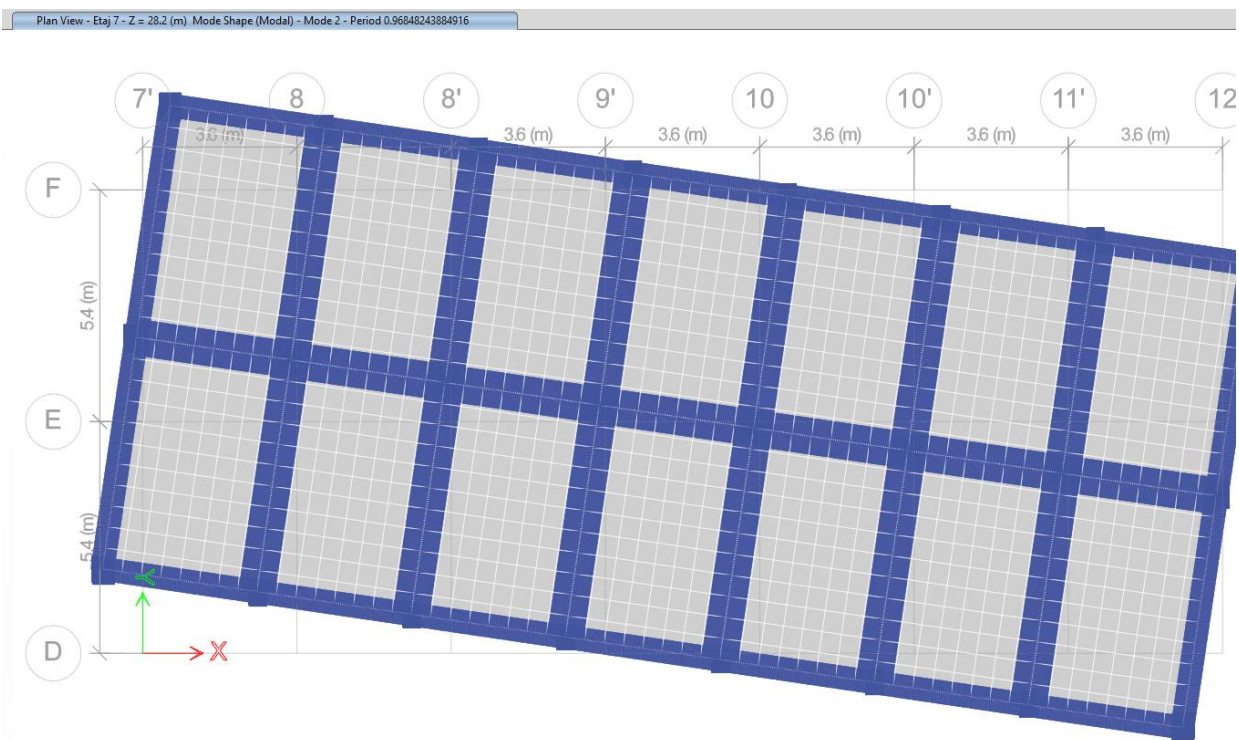 Plan View - Etaj 7 - Z = 28.2 (m) Mode Shape (Modal) - Mode 2 - Period 0.96848243884916
7' 8 8' 9' 10 10' 11' 12
3.6 (m) 3.6 (m) 3.6 (m) 3.6 (m) 3.6 (m) 3.6 (m)
F
5.4 (m)
E
5.4 (m)
Y
D
X